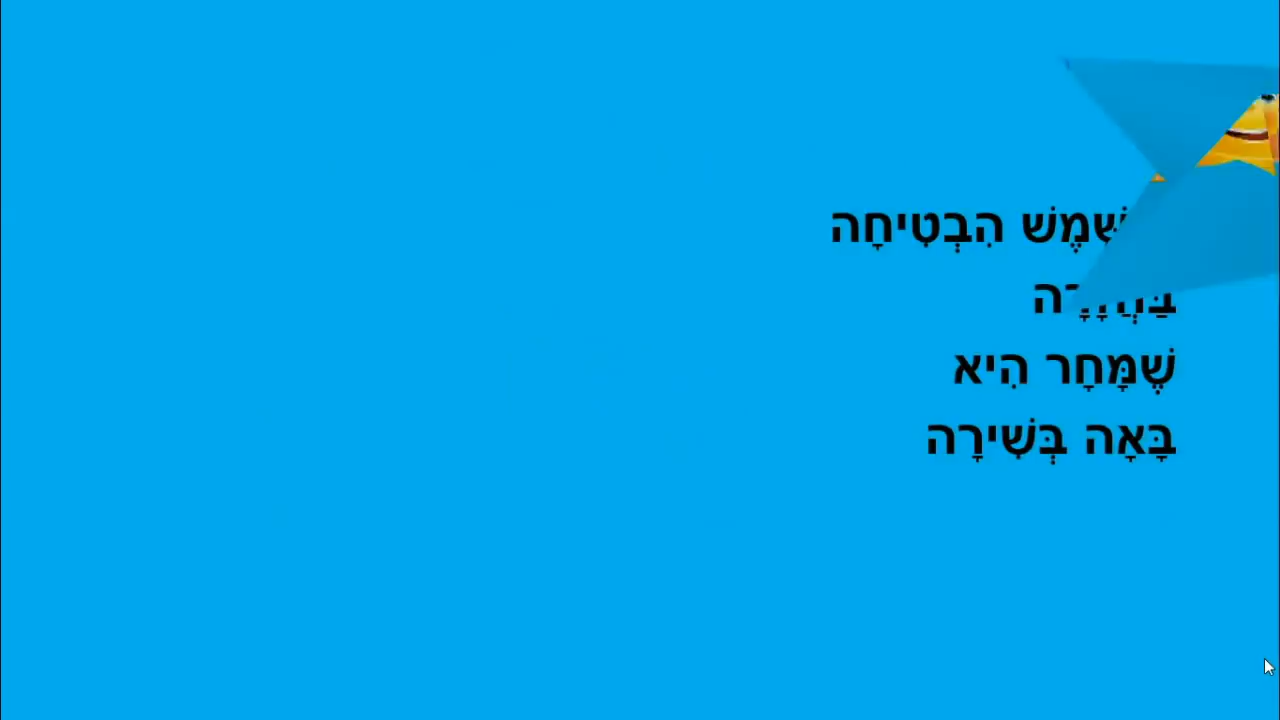 שֶׁמֶשׁ הִבְטִיחָה
בַּחֲזָרָה
שֶׁמָּחָר הִיא
בָּאָה בְּשִׁירָה